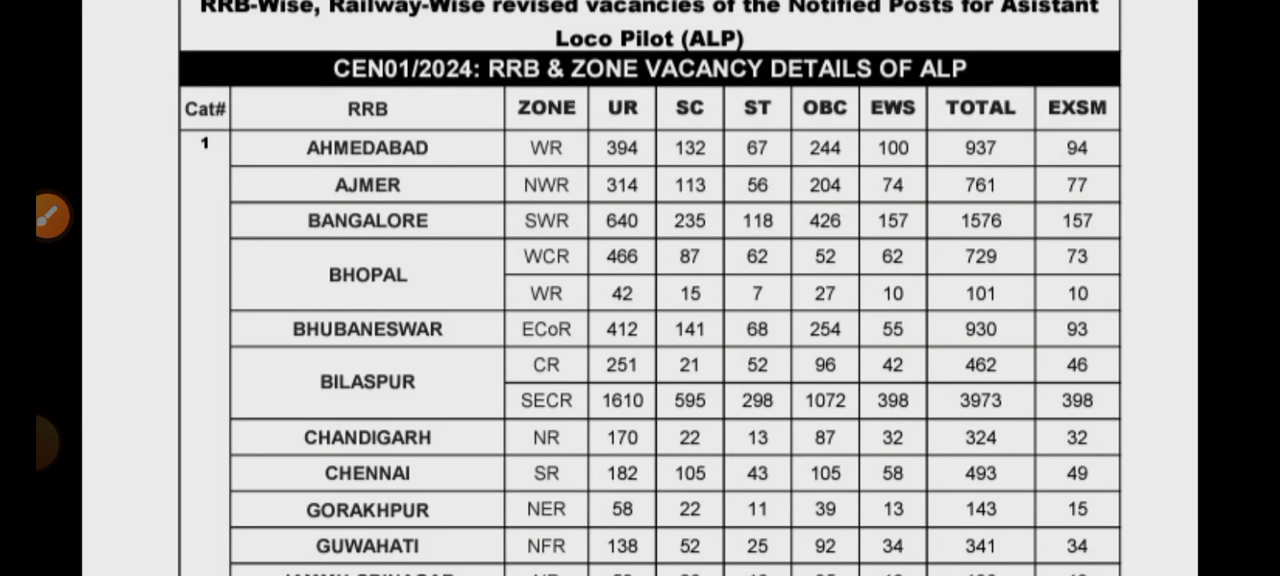 RRB-Wise, Railway-Wise revised vacancies of the Notified Posts for Asistant
Loco Pilot (ALP)
CEN01/2024: RRB & ZONE VACANCY DETAILS OF ALP
Cat# RRB ZONE UR SC ST OBC EWS TOTAL EXSM
1 AHMEDABAD WR 394 132 67 244 100 937 94
AJMER NWR 314 113 56 204 74 761 77
BANGALORE SWR 640 235 118 426 157 1576 157
BHOPAL WCR 466 87 62 52 62 729 73
WR 42 15 7 27 10 101 10
BHUBANESWAR ECoR 412 141 68 254 55 930 93
BILASPUR CR 251 21 52 96 42 462 46
SECR 1610 595 298 1072 398 3973 398
CHANDIGARH NR 170 22 13 87 32 324 32
CHENNAI SR 182 105 43 105 58 493 49
GORAKHPUR NER 58 22 11 39 13 143 15
GUWAHATI NFR 138 52 25 92 34 341 34